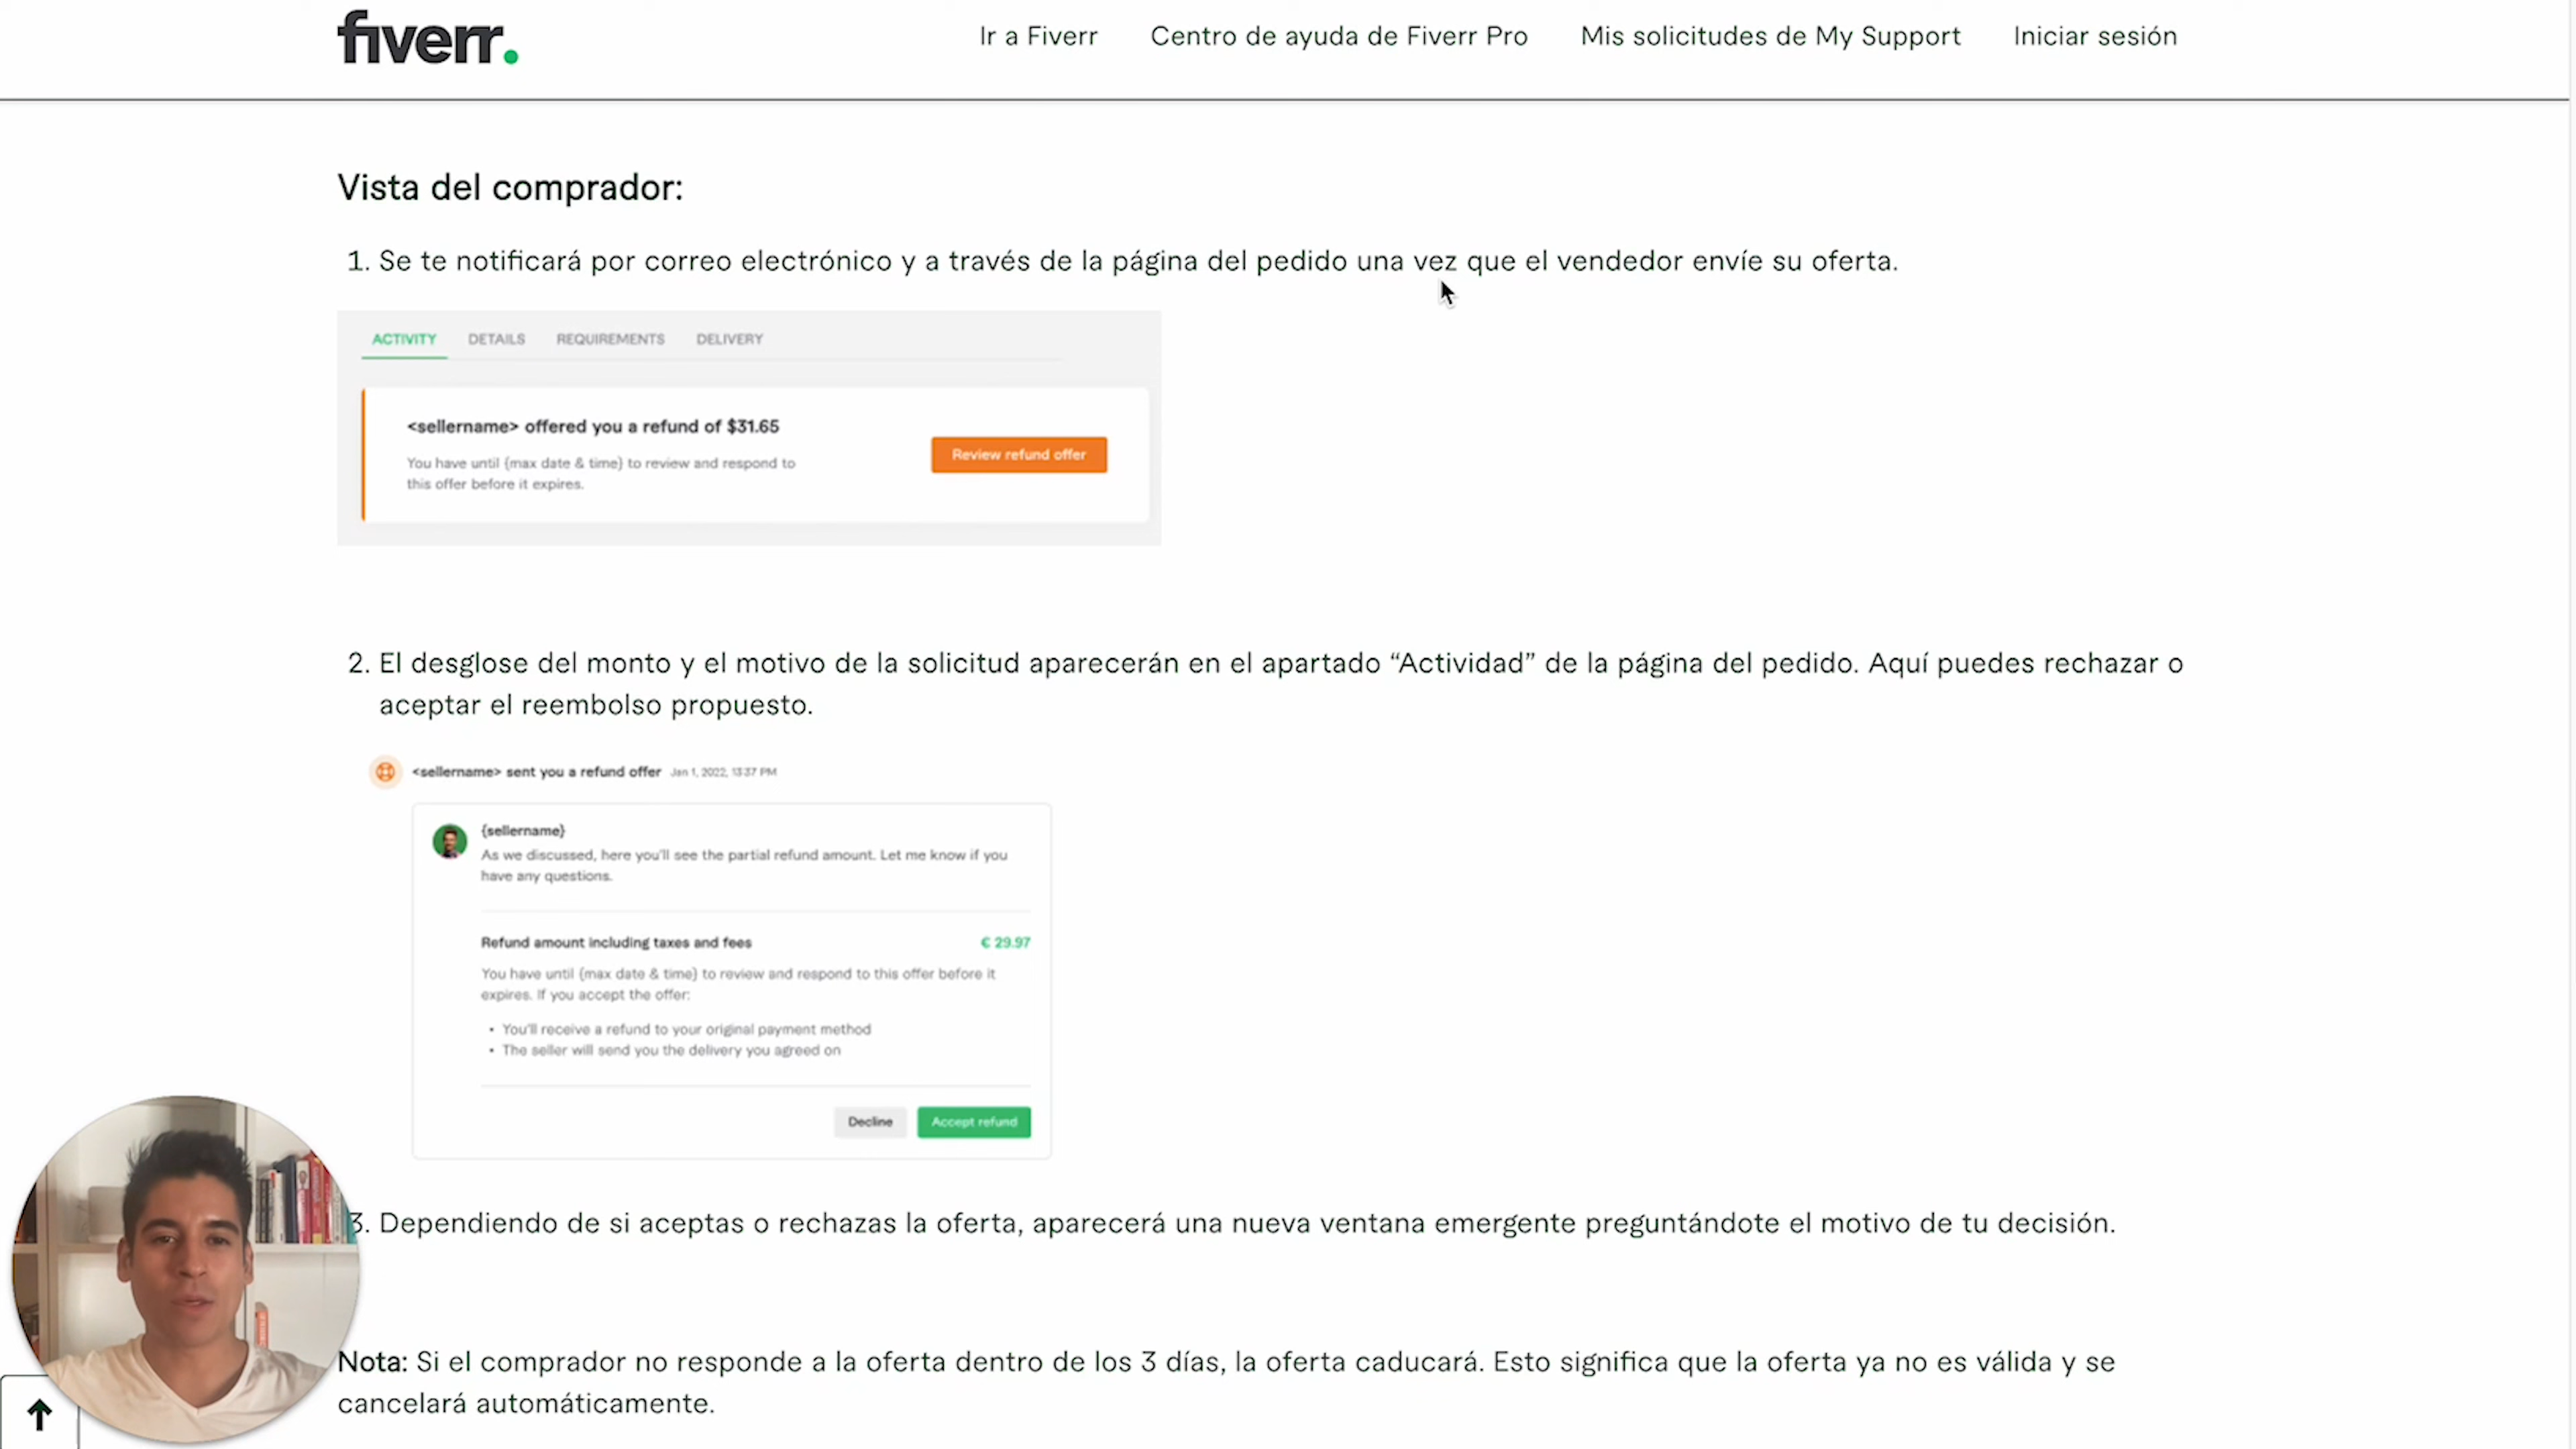 fiverr.
Ir a Fiverr Centro de ayuda de Fiverr Pro Mis solicitudes de My Support Iniciar sesión
Vista del comprador:
1. Se te notificará por correo electrónico y a través de la página del pedido una vez que el vendedor envíe su oferta.
ACTIVITY DETAILS REQUIREMENTS DELIVERY
<sellername> offered you a refund of $31.65
You have until {max date & time} to review and respond to
this offer before it expires.
Review refund offer
2. El desglose del monto y el motivo de la solicitud aparecerán en el apartado “Actividad” de la página del pedido. Aquí puedes rechazar o
aceptar el reembolso propuesto.
<sellername> sent you a refund offer Jan 1, 2022, 13:37 PM
{sellername}
As we discussed, here you'll see the partial refund amount. Let me know if you
have any questions.
Refund amount including taxes and fees € 29.97
You have until {max date & time} to review and respond to this offer before it
expires. If you accept the offer:
• You'll receive a refund to your original payment method
• The seller will send you the delivery you agreed on
Decline Accept refund
3. Dependiendo de si aceptas o rechazas la oferta, aparecerá una nueva ventana emergente preguntándote el motivo de tu decisión.
Nota: Si el comprador no responde a la oferta dentro de los 3 días, la oferta caducará. Esto significa que la oferta ya no es válida y se
cancelará automáticamente.